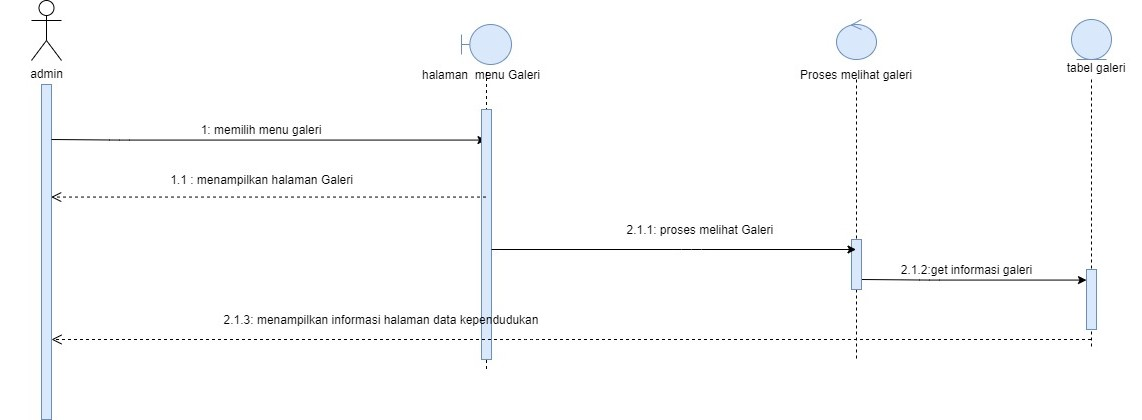 admin
halaman menu Galeri
Proses melihat galeri
tabel galeri
1: memilih menu galeri
1.1 : menampilkan halaman Galeri
2.1.1: proses melihat Galeri
2.1.2:get informasi galeri
2.1.3: menampilkan informasi halaman data kependudukan